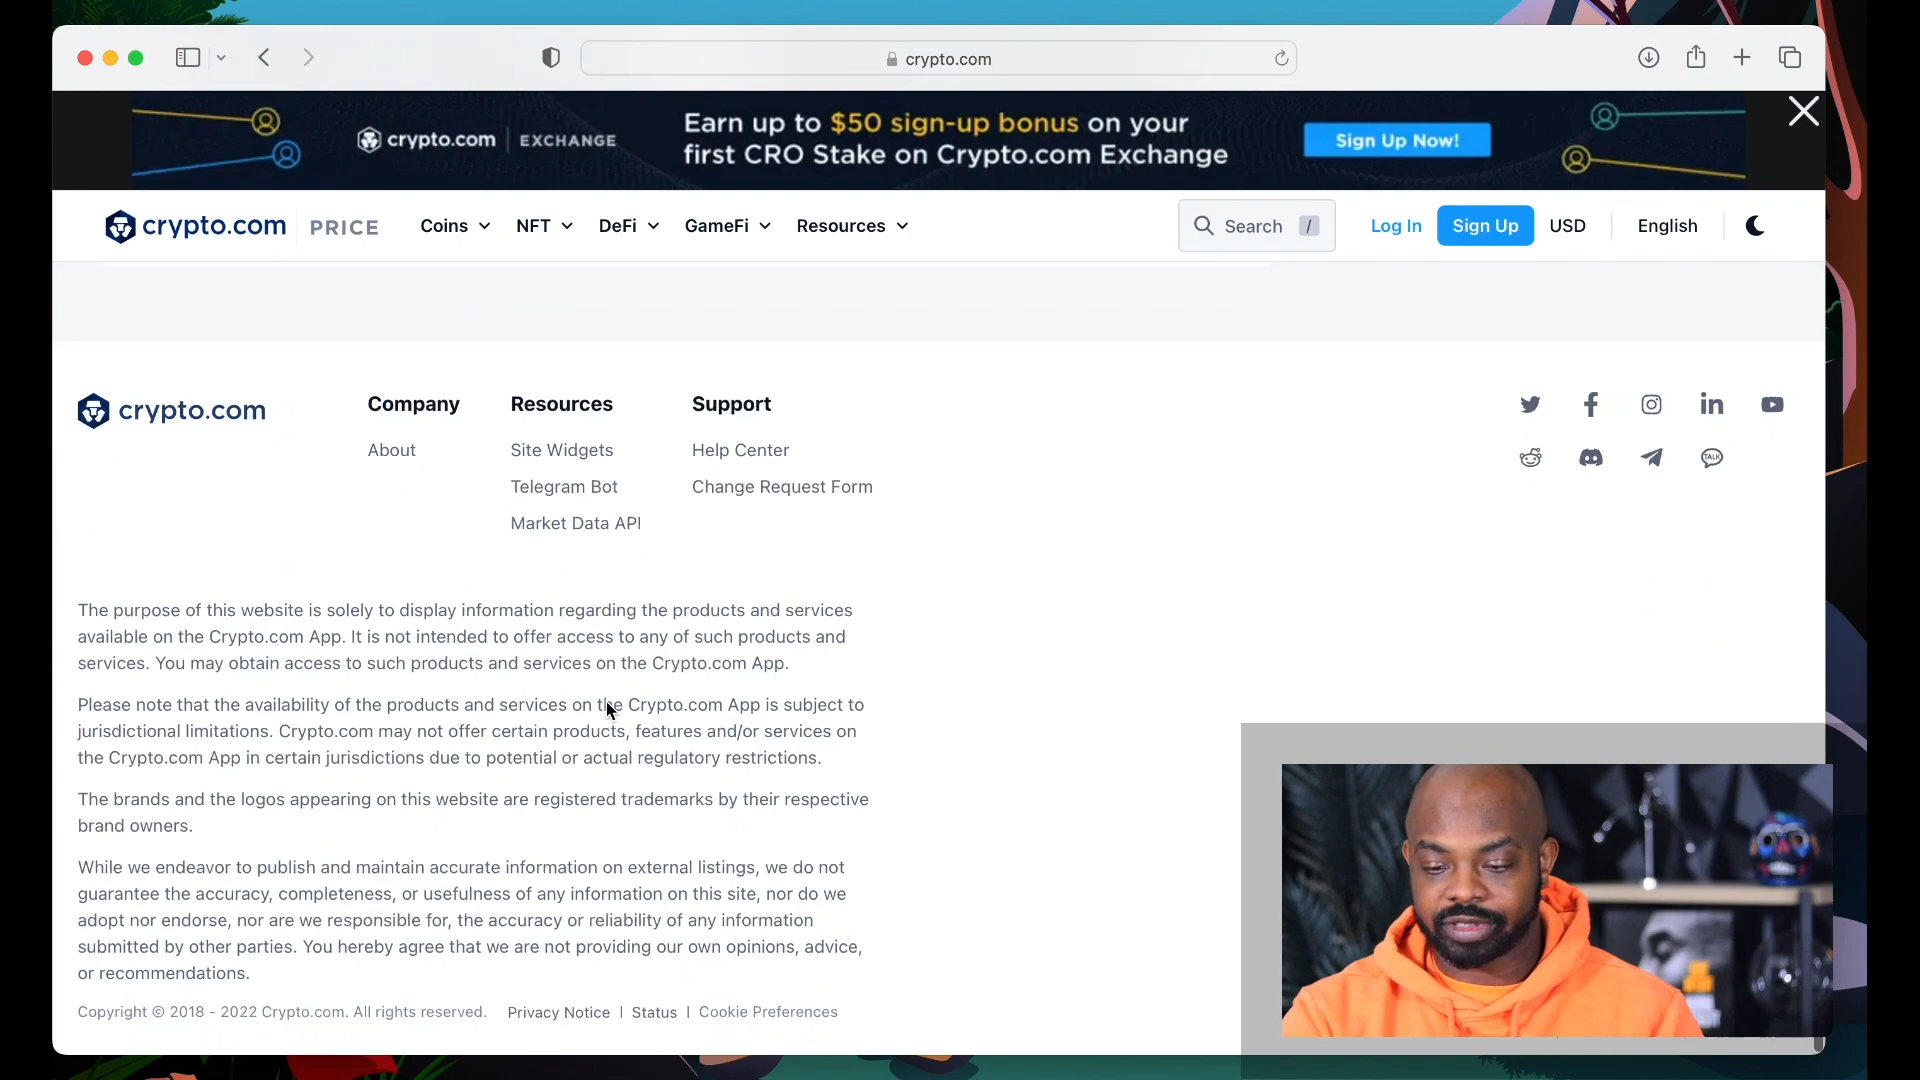 crypto.com
crypto.com | EXCHANGE
Earn up to $50 sign-up bonus on your
first CRO Stake on Crypto.com Exchange
Sign Up Now!
crypto.com PRICE Coins NFT DeFi GameFi Resources Search / Log In Sign Up USD English
crypto.com
Company
About
Resources
Site Widgets
Telegram Bot
Market Data API
Support
Help Center
Change Request Form
TALK
The purpose of this website is solely to display information regarding the products and services
available on the Crypto.com App. It is not intended to offer access to any of such products and
services. You may obtain access to such products and services on the Crypto.com App.
Please note that the availability of the products and services on the Crypto.com App is subject to
jurisdictional limitations. Crypto.com may not offer certain products, features and/or services on
the Crypto.com App in certain jurisdictions due to potential or actual regulatory restrictions.
The brands and the logos appearing on this website are registered trademarks by their respective
brand owners.
While we endeavor to publish and maintain accurate information on external listings, we do not
guarantee the accuracy, completeness, or usefulness of any information on this site, nor do we
adopt nor endorse, nor are we responsible for, the accuracy or reliability of any information
submitted by other parties. You hereby agree that we are not providing our own opinions, advice,
or recommendations.
Copyright © 2018 - 2022 Crypto.com. All rights reserved. Privacy Notice | Status | Cookie Preferences